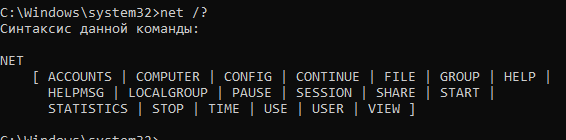 C:\Windows\system32>net /?
Синтаксис данной команды:
NET
[ ACCOUNTS | COMPUTER | CONFIG | CONTINUE | FILE | GROUP | HELP |
HELPMSG | LOCALGROUP | PAUSE | SESSION | SHARE | START |
STATISTICS | STOP | TIME | USE | USER | VIEW ]
C:\Windows\system32>